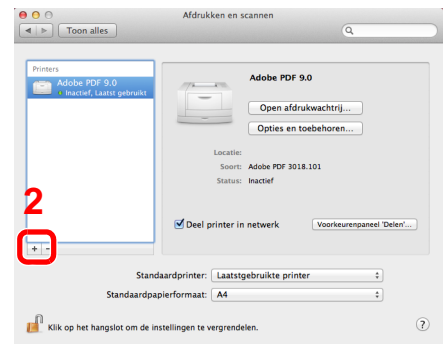 Afdrukken en scannen
Toon alles
Printers
Adobe PDF 9.0
Inactief, Laatst gebruikt
Adobe PDF 9.0
Open afdrukwachtrij...
Opties en toebehoren...
Locatie:
Soort: Adobe PDF 3018.101
Status: Inactief
2
Deel printer in netwerk
Voorkeurenpaneel 'Delen'...
+ -
Standaardprinter: Laatstgebruikte printer
Standaardpapierformaat: A4
Klik op het hangslot om de instellingen te vergrendelen.
?